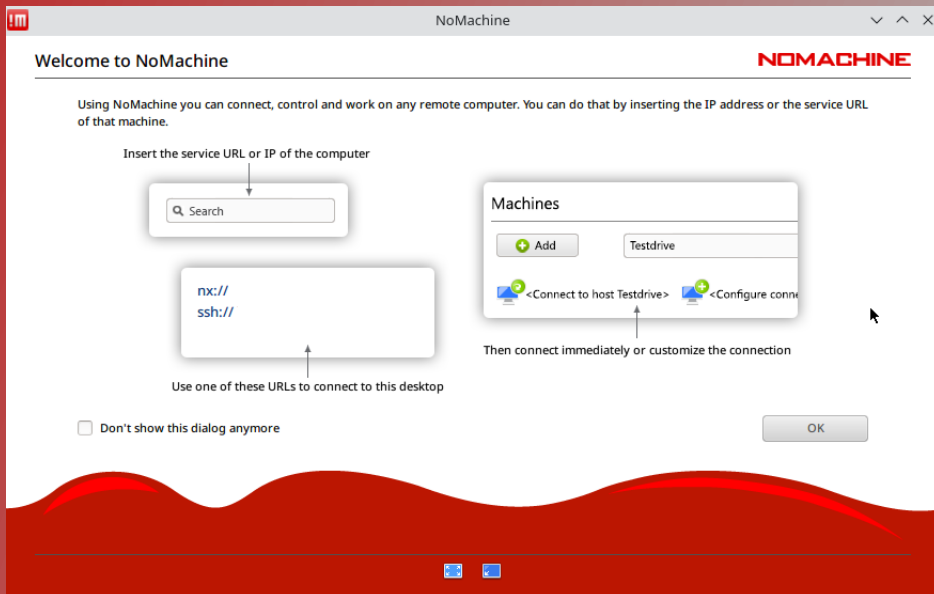 NoMachine
Welcome to NoMachine
NOMACHINE
Using NoMachine you can connect, control and work on any remote computer. You can do that by inserting the IP address or the service URL
of that machine.
Insert the service URL or IP of the computer
Search
nx://
ssh://
Use one of these URLs to connect to this desktop
Machines
Add
Testdrive
<Connect to host Testdrive>
<Configure conne
Then connect immediately or customize the connection
Don't show this dialog anymore
OK